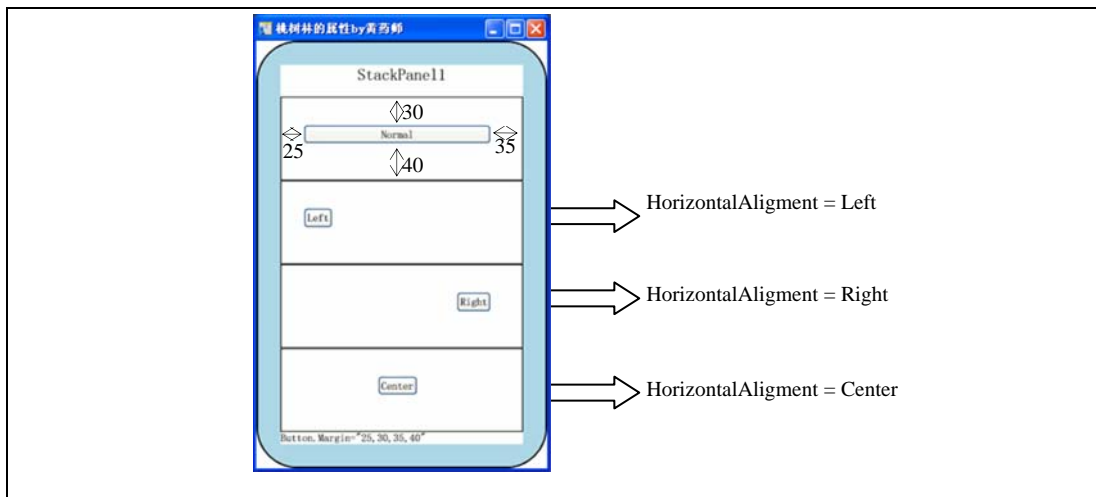 桃树林的属性by黄药师
StackPanel1
30
Normal
25
35
40
HorizontalAligment = Left
Left
HorizontalAligment = Right
Right
Center
HorizontalAligment = Center
Button.Margin="25,30,35,40"